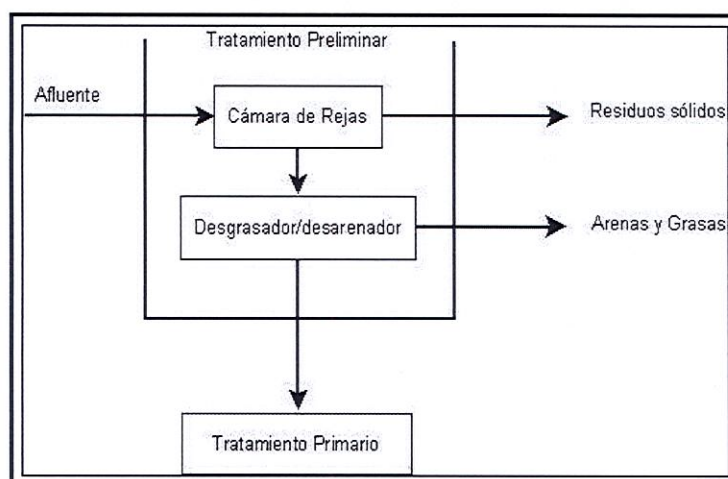 Tratamiento Preliminar
Afluente
Cámara de Rejas
Residuos sólidos
Desgrasador/desarenador
Arenas y Grasas
Tratamiento Primario